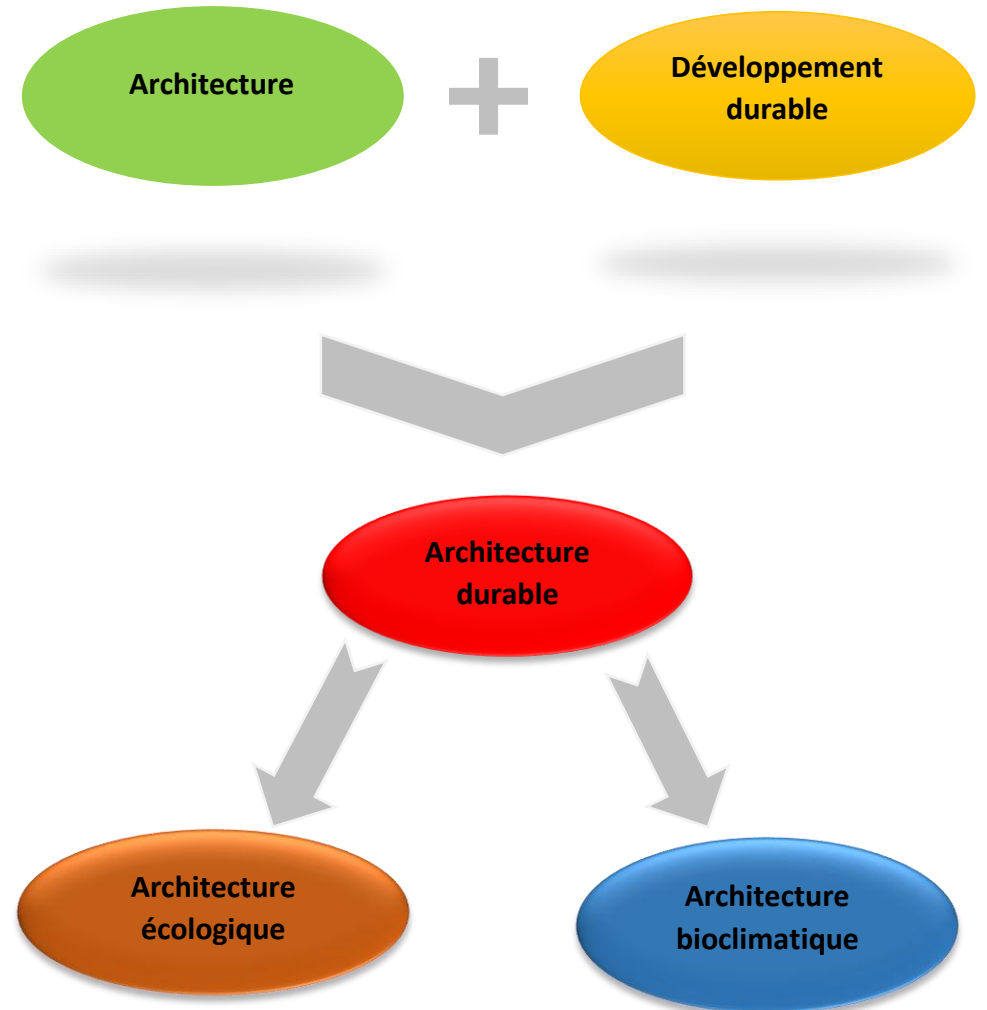 Architecture
Développement
durable
Architecture
durable
Architecture
écologique
Architecture
bioclimatique